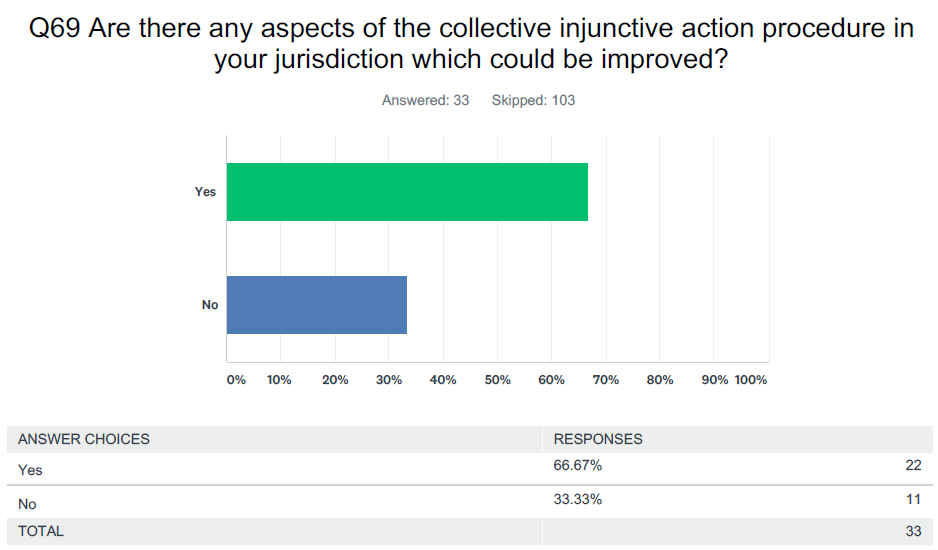 Q69 Are there any aspects of the collective injunctive action procedure in
your jurisdiction which could be improved?
Answered: 33 Skipped: 103
Yes
No
0% 10% 20% 30% 40% 50% 60% 70% 80% 90% 100%
ANSWER CHOICES RESPONSES
Yes 66.67% 22
No 33.33% 11
TOTAL 33